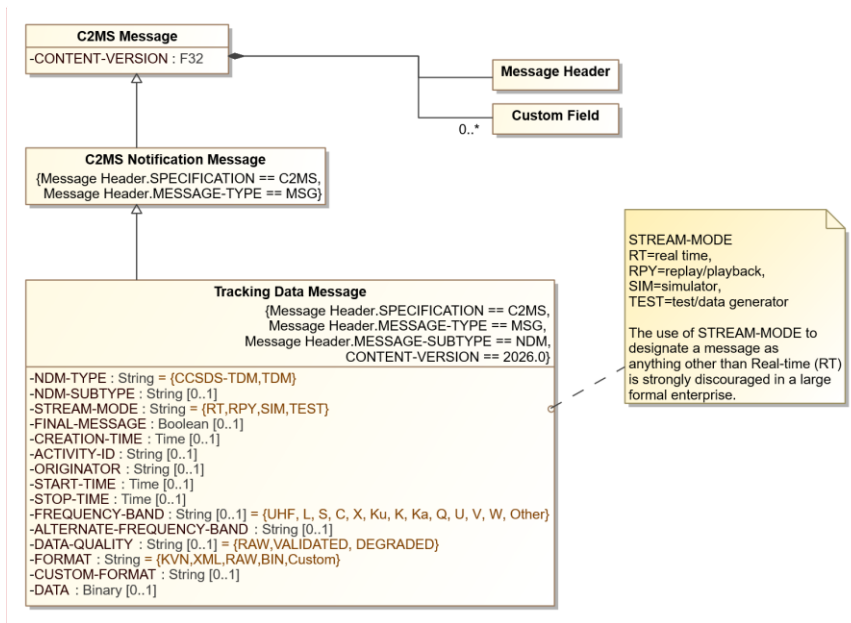 C2MS Message
-CONTENT-VERSION : F32
Message Header
Custom Field
0..*
C2MS Notification Message
{Message Header.SPECIFICATION == C2MS,
Message Header.MESSAGE-TYPE == MSG}
STREAM-MODE
RT=real time,
RPY=replay/playback,
SIM=simulator,
TEST=test/data generator
The use of STREAM-MODE to
designate a message as
anything other than Real-time (RT)
is strongly discouraged in a large
formal enterprise.
Tracking Data Message
{Message Header.SPECIFICATION == C2MS,
Message Header.MESSAGE-TYPE == MSG,
Message Header.MESSAGE-SUBTYPE == NDM,
CONTENT-VERSION == 2026.0}
-NDM-TYPE : String = {CCSDS-TDM,TDM}
-NDM-SUBTYPE : String [0..1]
-STREAM-MODE : String = {RT,RPY,SIM,TEST}
-FINAL-MESSAGE : Boolean [0..1]
-CREATION-TIME : Time [0..1]
-ACTIVITY-ID : String [0..1]
-ORIGINATOR : String [0..1]
-START-TIME : Time [0..1]
-STOP-TIME : Time [0..1]
-FREQUENCY-BAND : String [0..1] = {UHF, L, S, C, X, Ku, K, Ka, Q, U, V, W, Other}
-ALTERNATE-FREQUENCY-BAND : String [0..1]
-DATA-QUALITY : String [0..1] = {RAW,VALIDATED, DEGRADED}
-FORMAT : String = {KVN,XML,RAW,BIN,Custom}
-CUSTOM-FORMAT : String [0..1]
-DATA : Binary [0..1]